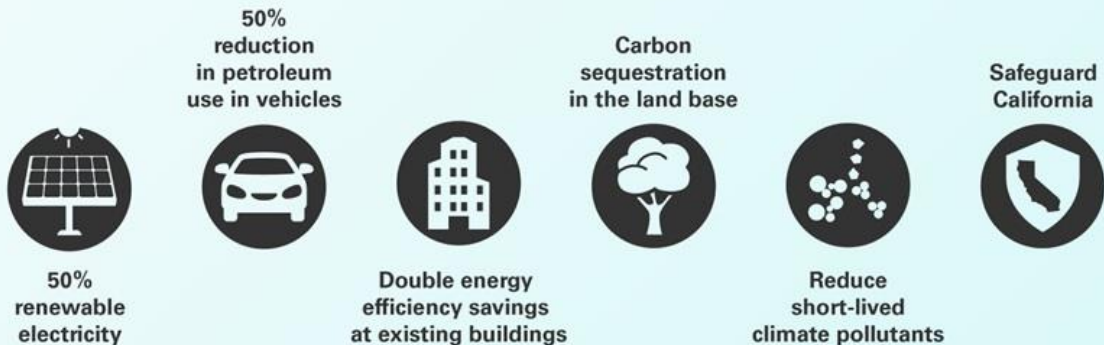 50%
renewable
electricity
50%
reduction
in petroleum
use in vehicles
Double energy
efficiency savings
at existing buildings
Carbon
sequestration
in the land base
Reduce
short-lived
climate pollutants
Safeguard
California